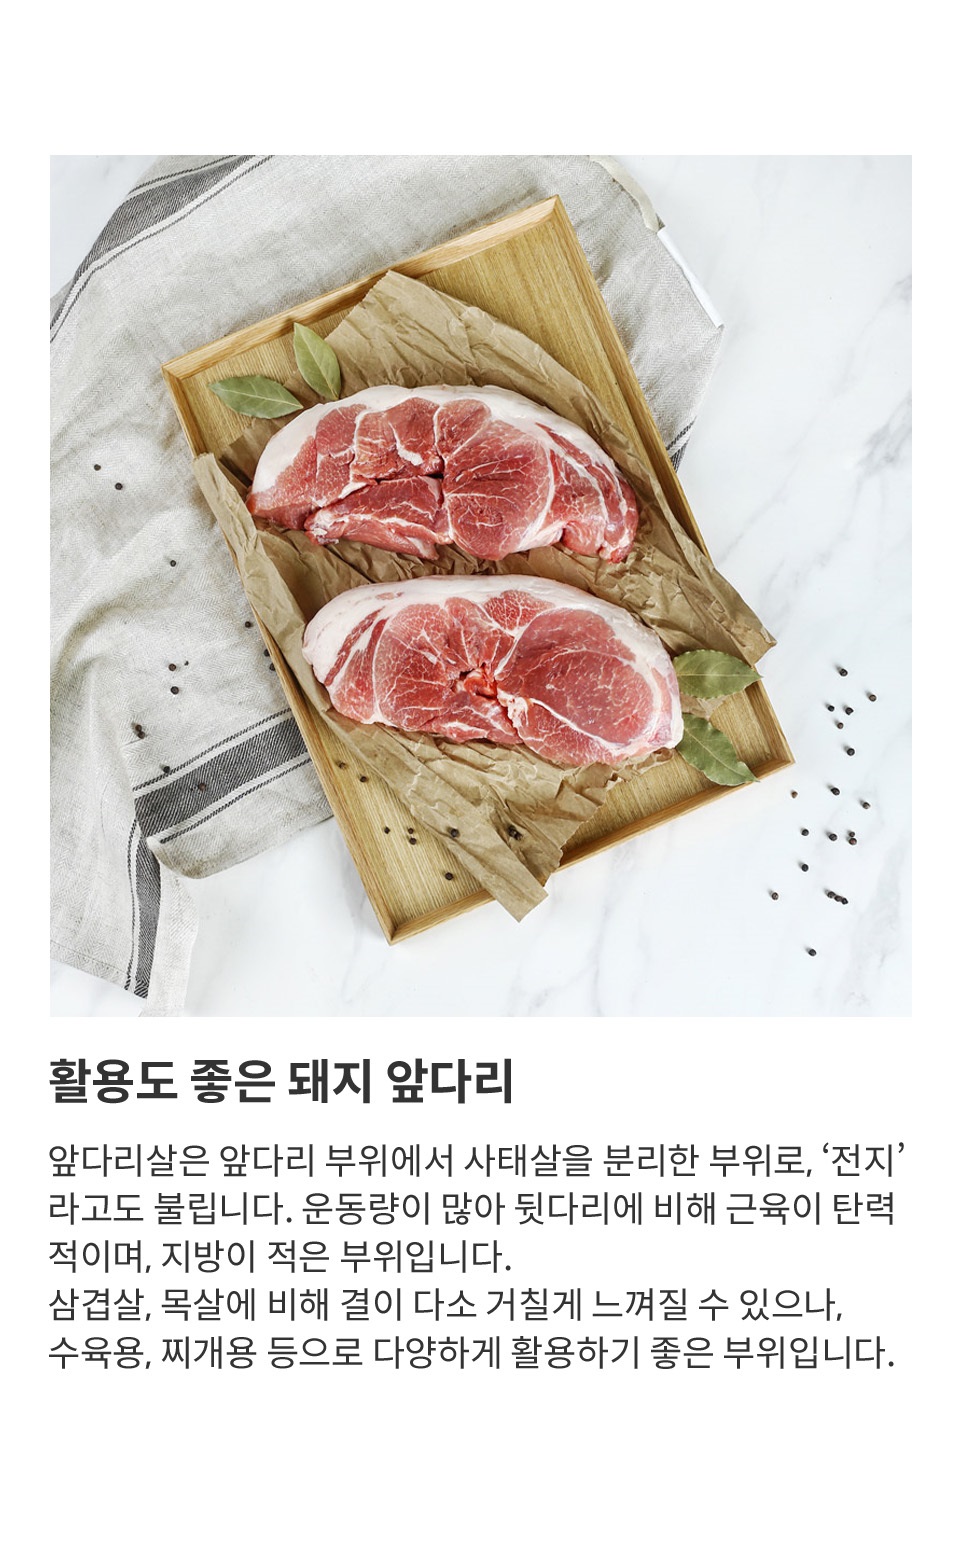 활용도 좋은 돼지 앞다리
앞다리살은 앞다리 부위에서 사태살을 분리한 부위로, ‘전지’
라고도 불립니다. 운동량이 많아 뒷다리에 비해 근육이 탄력
적이며, 지방이 적은 부위입니다.
삼겹살, 목살에 비해 결이 다소 거칠게 느껴질 수 있으나,
수육용, 찌개용 등으로 다양하게 활용하기 좋은 부위입니다.